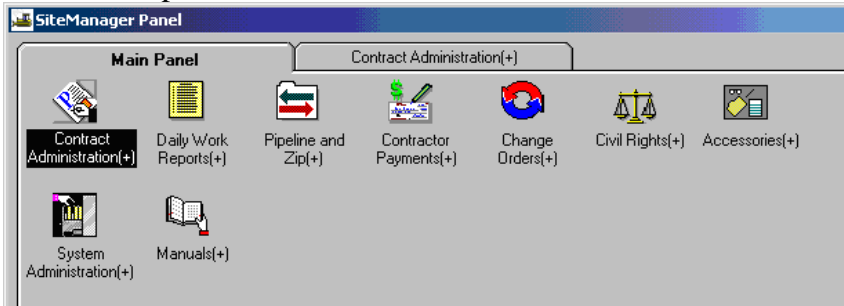 SiteManager Panel
Main Panel
Contract Administration(+)
Contract
Administration(+)
Daily Work
Reports(+)
Pipeline and
Zip(+)
Contractor
Payments(+)
Change
Orders(+)
Civil Rights(+)
Accessories(+)
System
Administration(+)
Manuals(+)